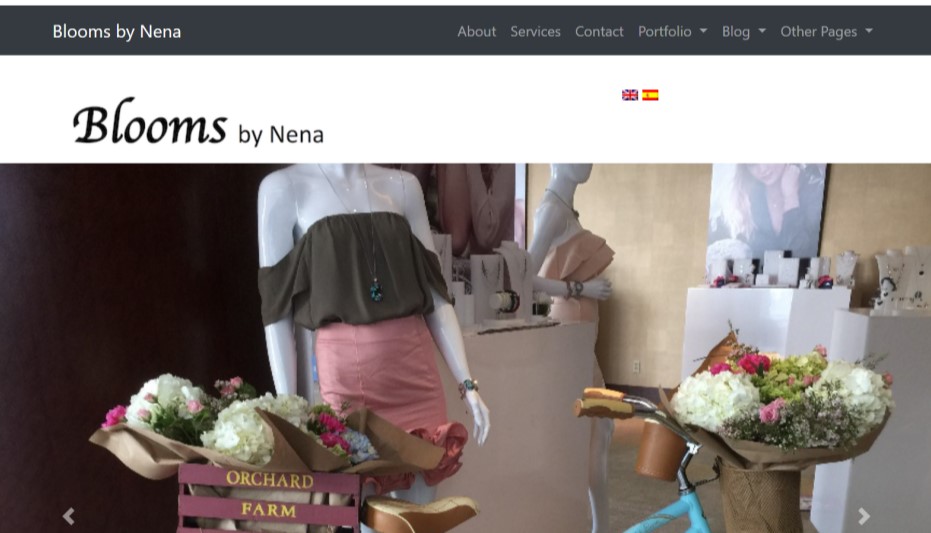 Blooms by Nena About Services Contact Portfolio Blog Other Pages
Blooms by Nena
ORCHARD
FARM